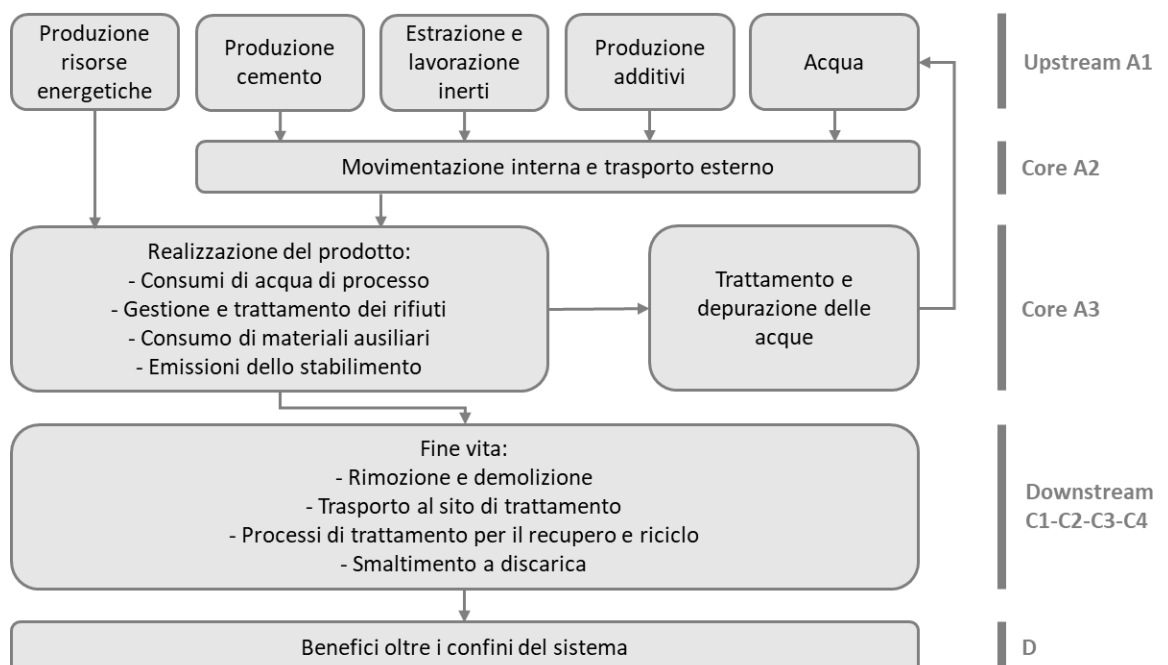 Produzione
risorse
energetiche
Produzione
cemento
Estrazione e
lavorazione
inerti
Produzione
additivi
Acqua
Upstream A1
Movimentazione interna e trasporto esterno
Core A2
Realizzazione del prodotto:
- Consumi di acqua di processo
- Gestione e trattamento dei rifiuti
- Consumo di materiali ausiliari
- Emissioni dello stabilimento
Trattamento e
depurazione delle
acque
Core A3
Fine vita:
- Rimozione e demolizione
- Trasporto al sito di trattamento
- Processi di trattamento per il recupero e riciclo
- Smaltimento a discarica
Downstream
C1-C2-C3-C4
Benefici oltre i confini del sistema
D